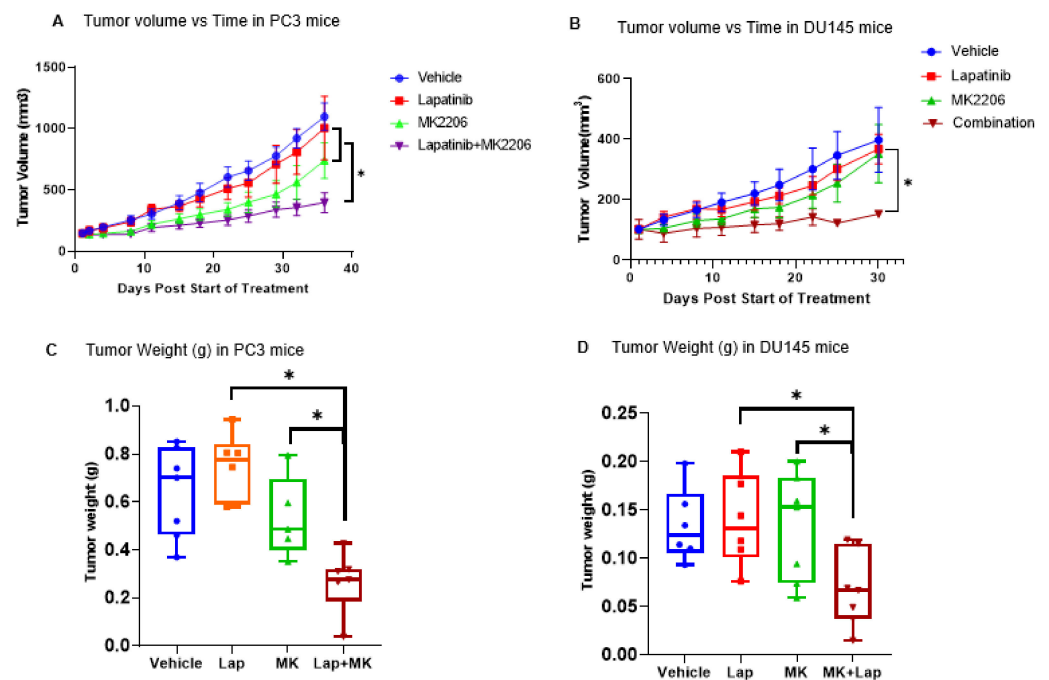 A Tumor volume vs Time in PC3 mice
Tumor Volume (mm3)
1500
1000
500
0
0 10 20 30 40
Days Post Start of Treatment
Vehicle
Lapatinib
MK2206
Lapatinib+MK2206
*
B Tumor volume vs Time in DU145 mice
Tumor Volume(mm3)
600
400
200
0
0 10 20 30
Days Post Start of Treatment
Vehicle
Lapatinib
MK2206
Combination
*
C Tumor Weight (g) in PC3 mice
Tumor weight (g)
1.0
0.8
0.6
0.4
0.2
0.0
Vehicle Lap MK Lap+MK
*
*
D Tumor Weight (g) in DU145 mice
Tumor weight (g)
0.25
0.20
0.15
0.10
0.05
0.00
Vehicle Lap MK MK+Lap
*
*